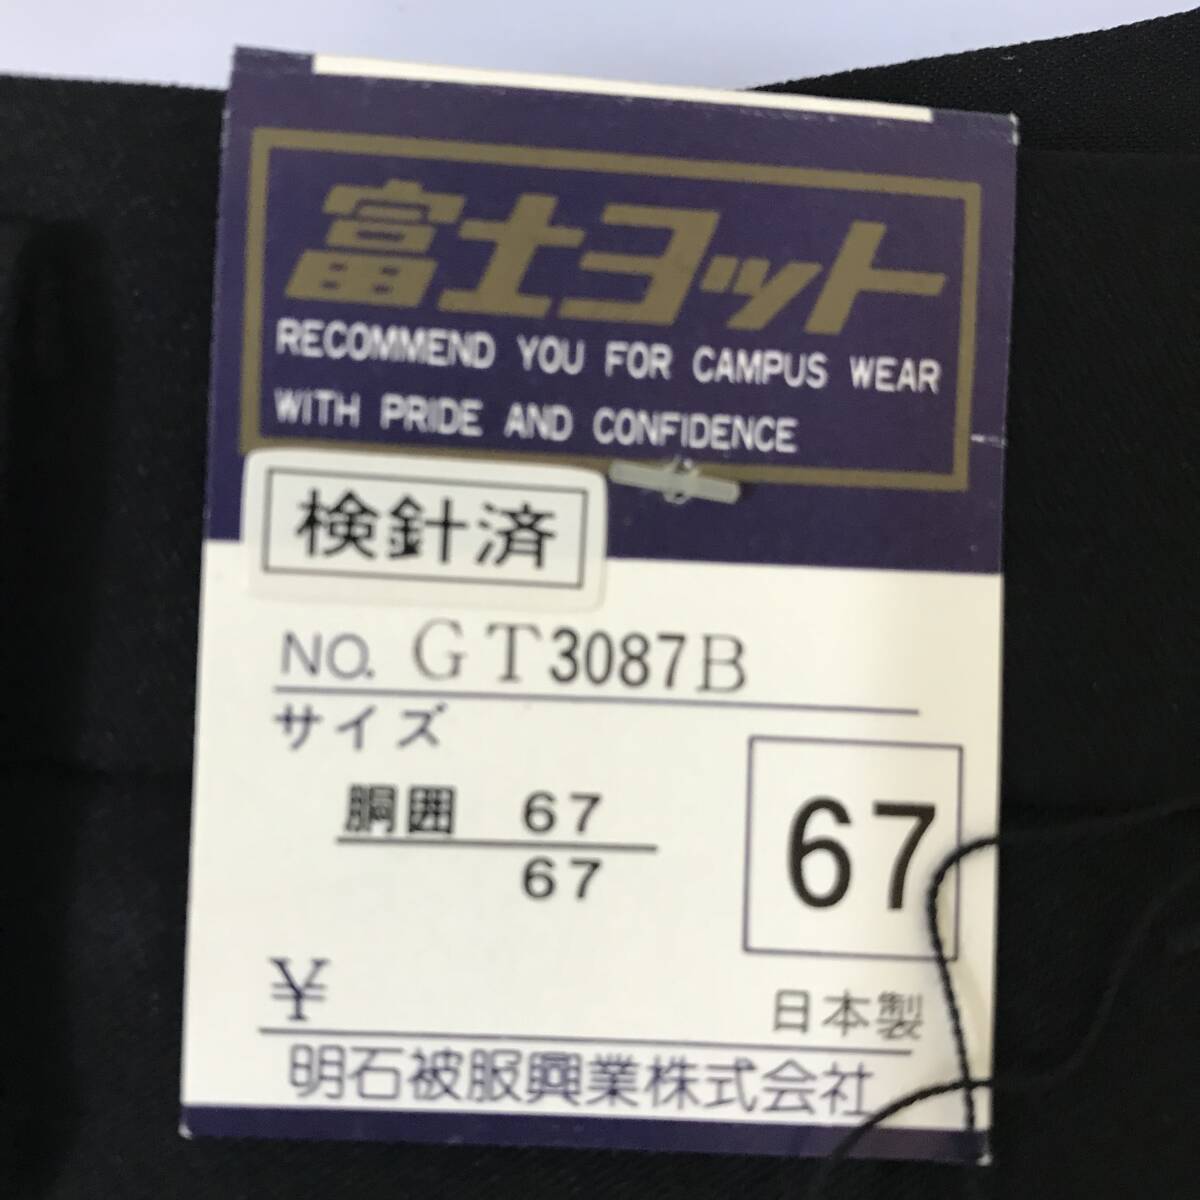 富士ヨット
RECOMMEND YOU FOR CAMPUS WEAR
WITH PRIDE AND CONFIDENCE
検針済
NO. GT3087B
サイズ
胴囲 67
67
67
¥
日本製
明石被服興業株式会社